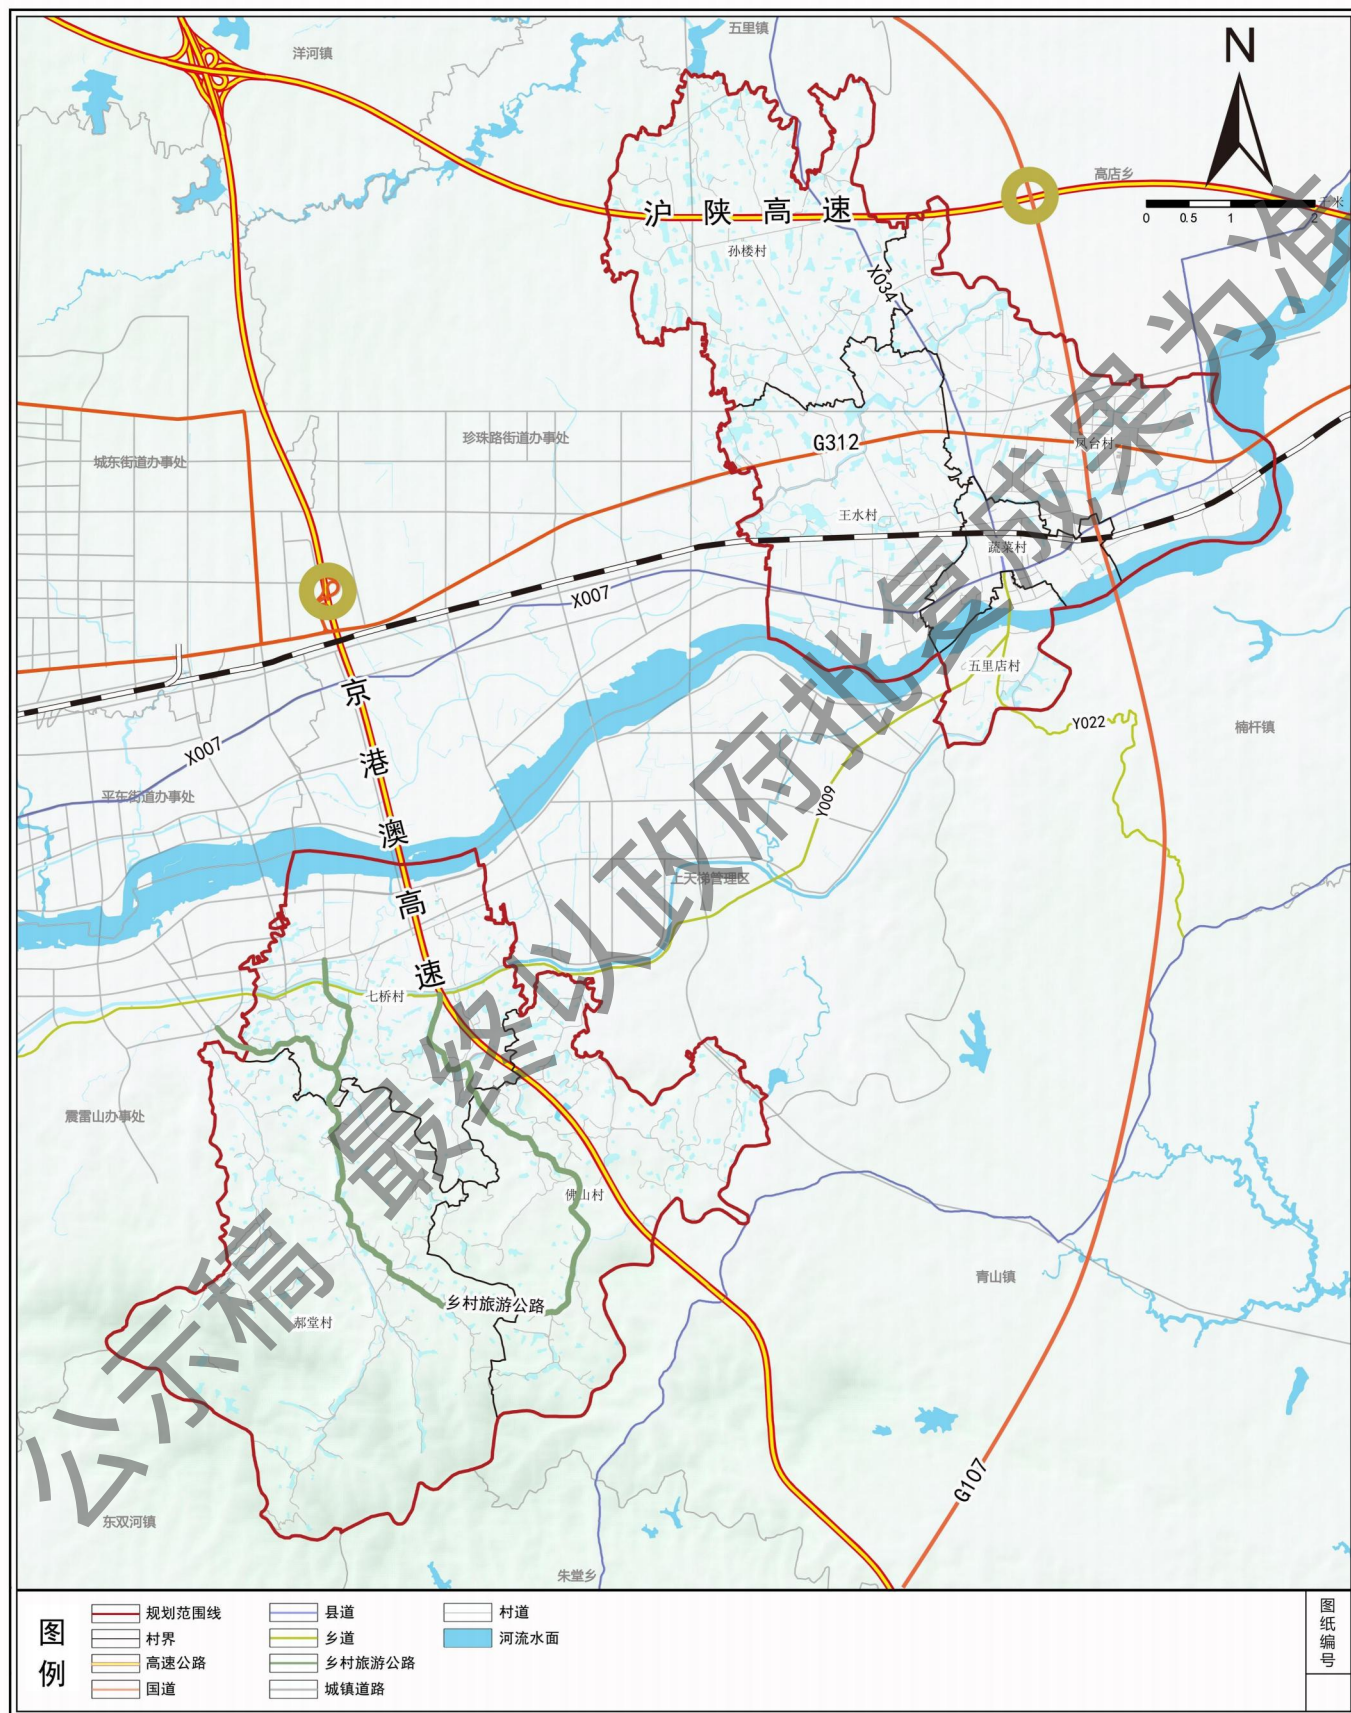 五里镇
洋河镇
N
高店乡
沪陕高速
千米
0 0.5 1 2
孙楼村
X034
珍珠路街道办事处
G312
凤台村
城东街道办事处
王水村
蔬菜村
X007
五里店村
京港澳高速
Y022
楠杆镇
X007
平东街道办事处
Y009
上天梯管理区
七桥村
震雷山办事处
佛山村
青山镇
乡村旅游公路
郝堂村
G107
东双河镇
朱堂乡
公示稿 最终以政府批复成果为准
图例
规划范围线
村界
高速公路
国道
县道
乡道
乡村旅游公路
城镇道路
村道
河流水面
图纸编号